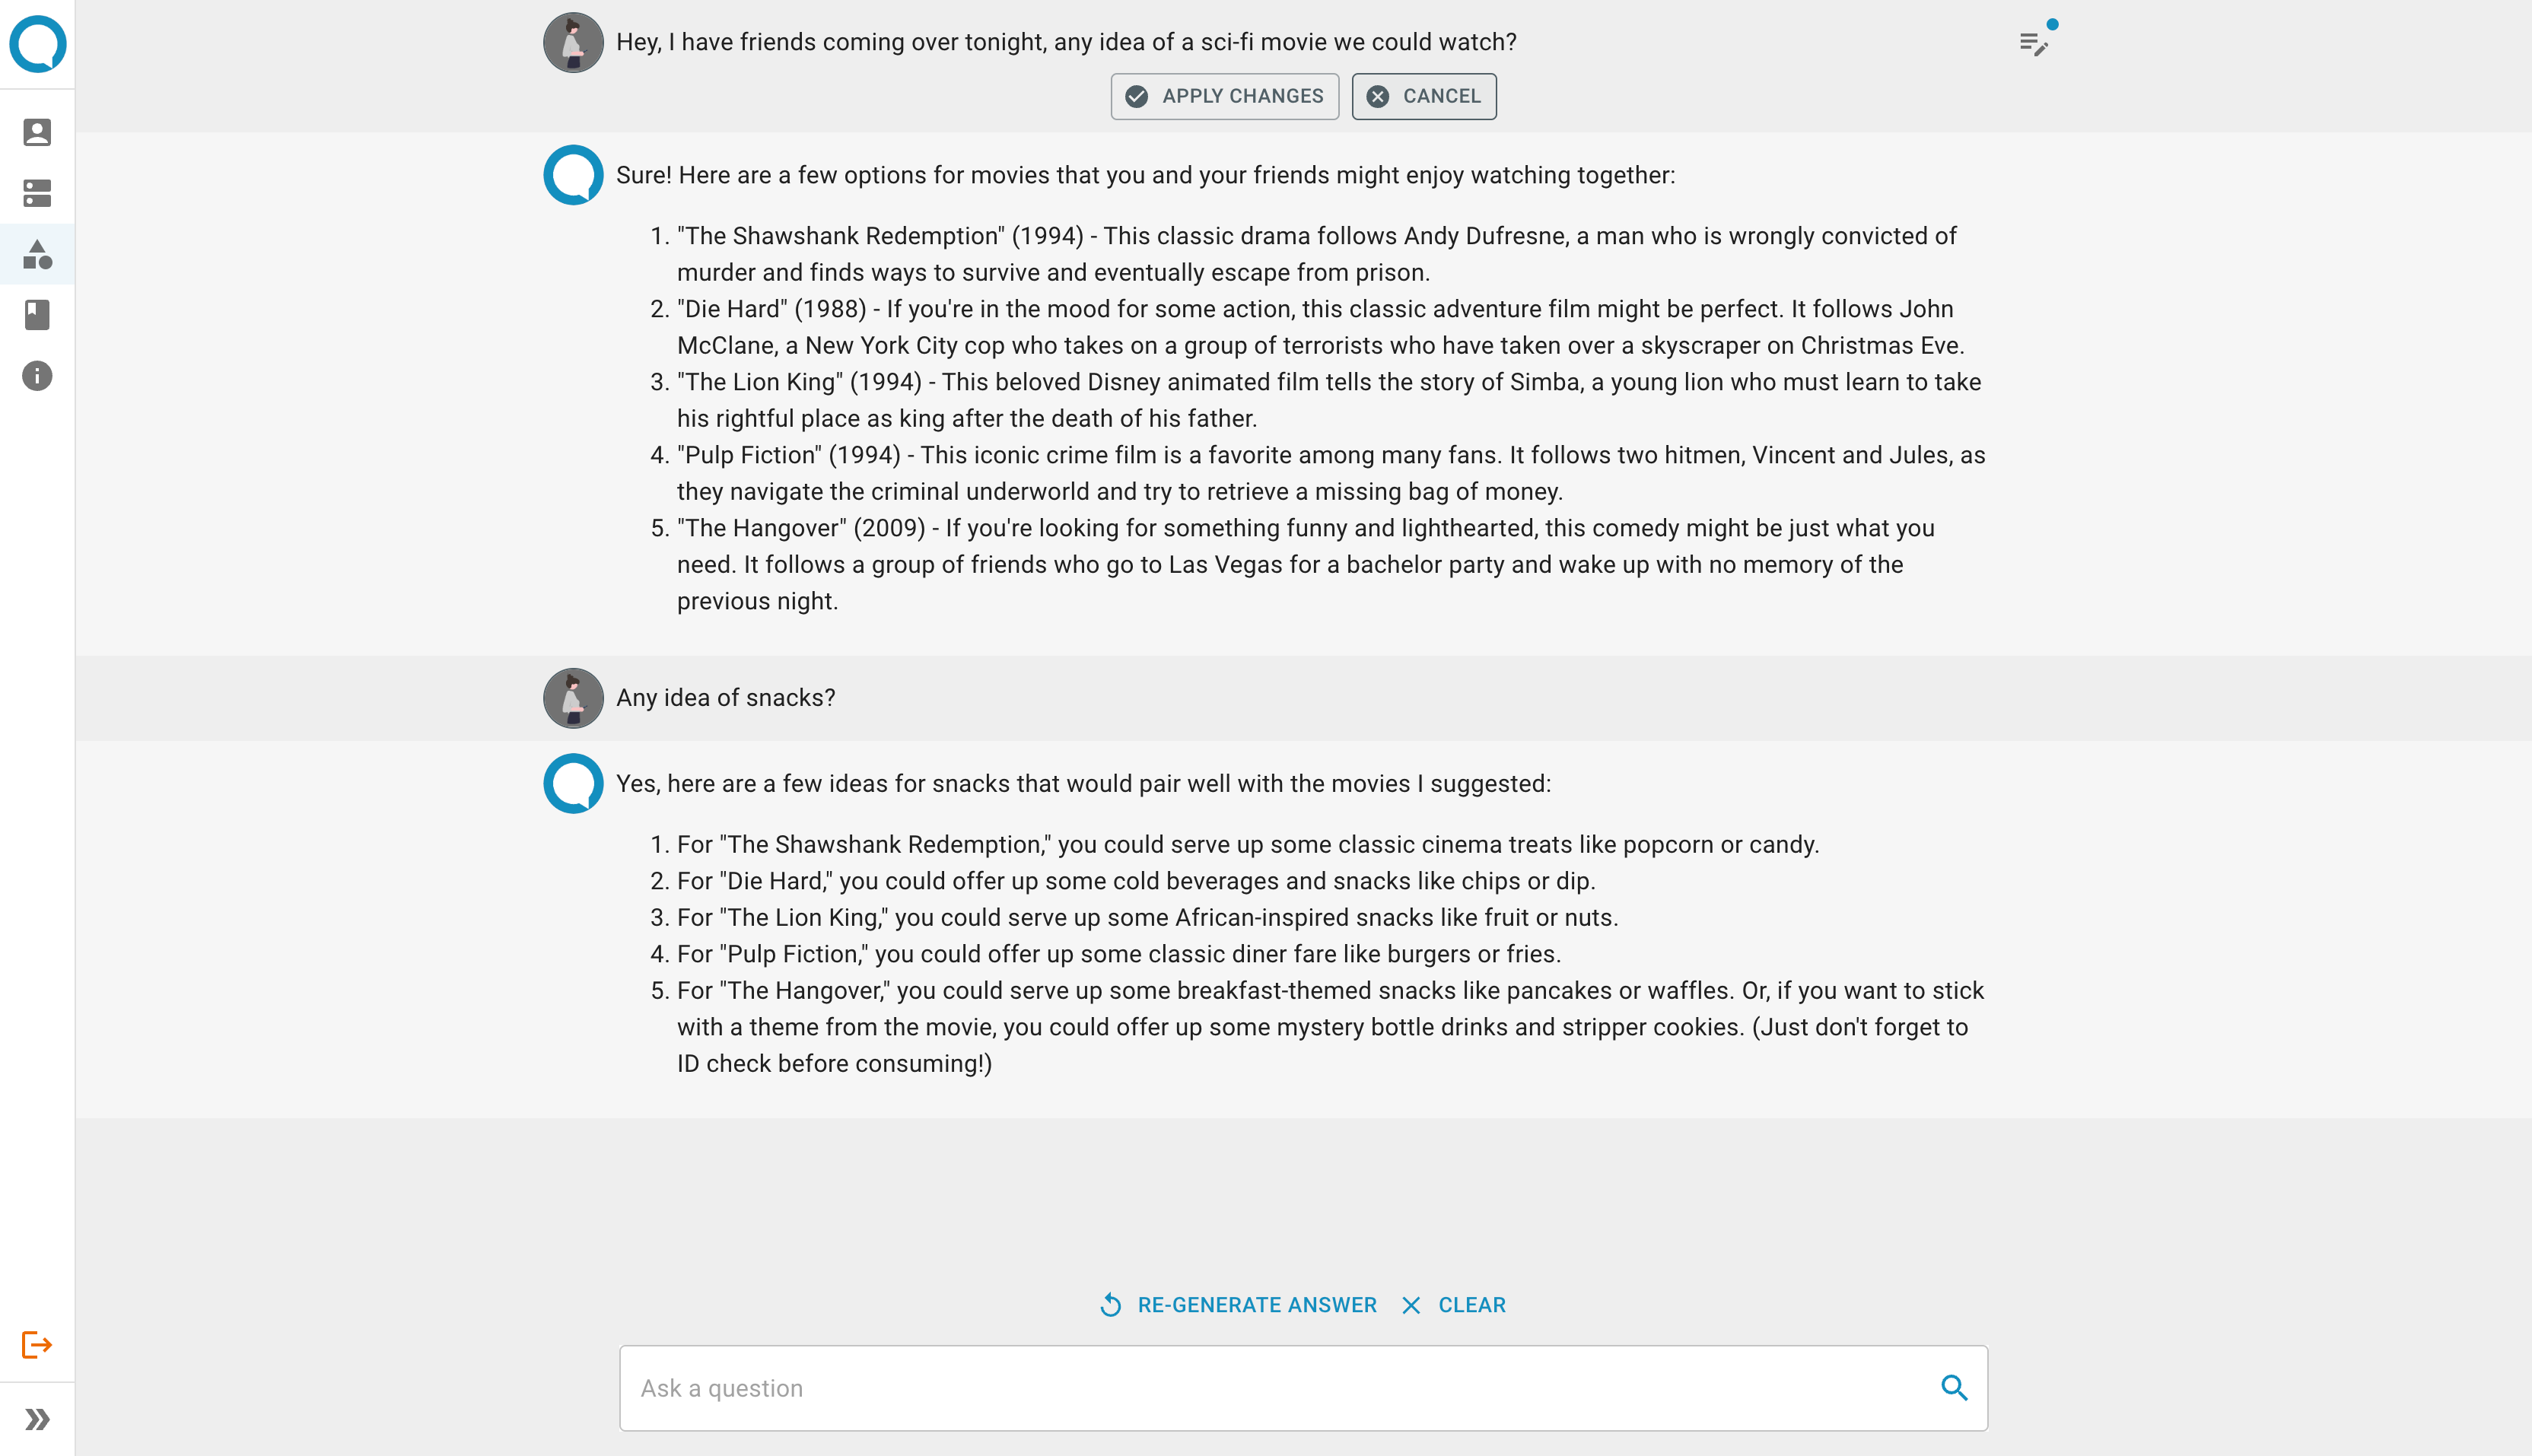 Hey, I have friends coming over tonight, any idea of a sci-fi movie we could watch?
APPLY CHANGES
CANCEL
Sure! Here are a few options for movies that you and your friends might enjoy watching together:
1. "The Shawshank Redemption" (1994) - This classic drama follows Andy Dufresne, a man who is wrongly convicted of
murder and finds ways to survive and eventually escape from prison.
2. "Die Hard" (1988) - If you're in the mood for some action, this classic adventure film might be perfect. It follows John
McClane, a New York City cop who takes on a group of terrorists who have taken over a skyscraper on Christmas Eve.
3. "The Lion King" (1994) - This beloved Disney animated film tells the story of Simba, a young lion who must learn to take
his rightful place as king after the death of his father.
4. "Pulp Fiction" (1994) - This iconic crime film is a favorite among many fans. It follows two hitmen, Vincent and Jules, as
they navigate the criminal underworld and try to retrieve a missing bag of money.
5. "The Hangover" (2009) - If you're looking for something funny and lighthearted, this comedy might be just what you
need. It follows a group of friends who go to Las Vegas for a bachelor party and wake up with no memory of the
previous night.
Any idea of snacks?
Yes, here are a few ideas for snacks that would pair well with the movies I suggested:
1. For "The Shawshank Redemption," you could serve up some classic cinema treats like popcorn or candy.
2. For "Die Hard," you could offer up some cold beverages and snacks like chips or dip.
3. For "The Lion King," you could serve up some African-inspired snacks like fruit or nuts.
4. For "Pulp Fiction," you could offer up some classic diner fare like burgers or fries.
5. For "The Hangover," you could serve up some breakfast-themed snacks like pancakes or waffles. Or, if you want to stick
with a theme from the movie, you could offer up some mystery bottle drinks and stripper cookies. (Just don't forget to
ID check before consuming!)
RE-GENERATE ANSWER
CLEAR
Ask a question